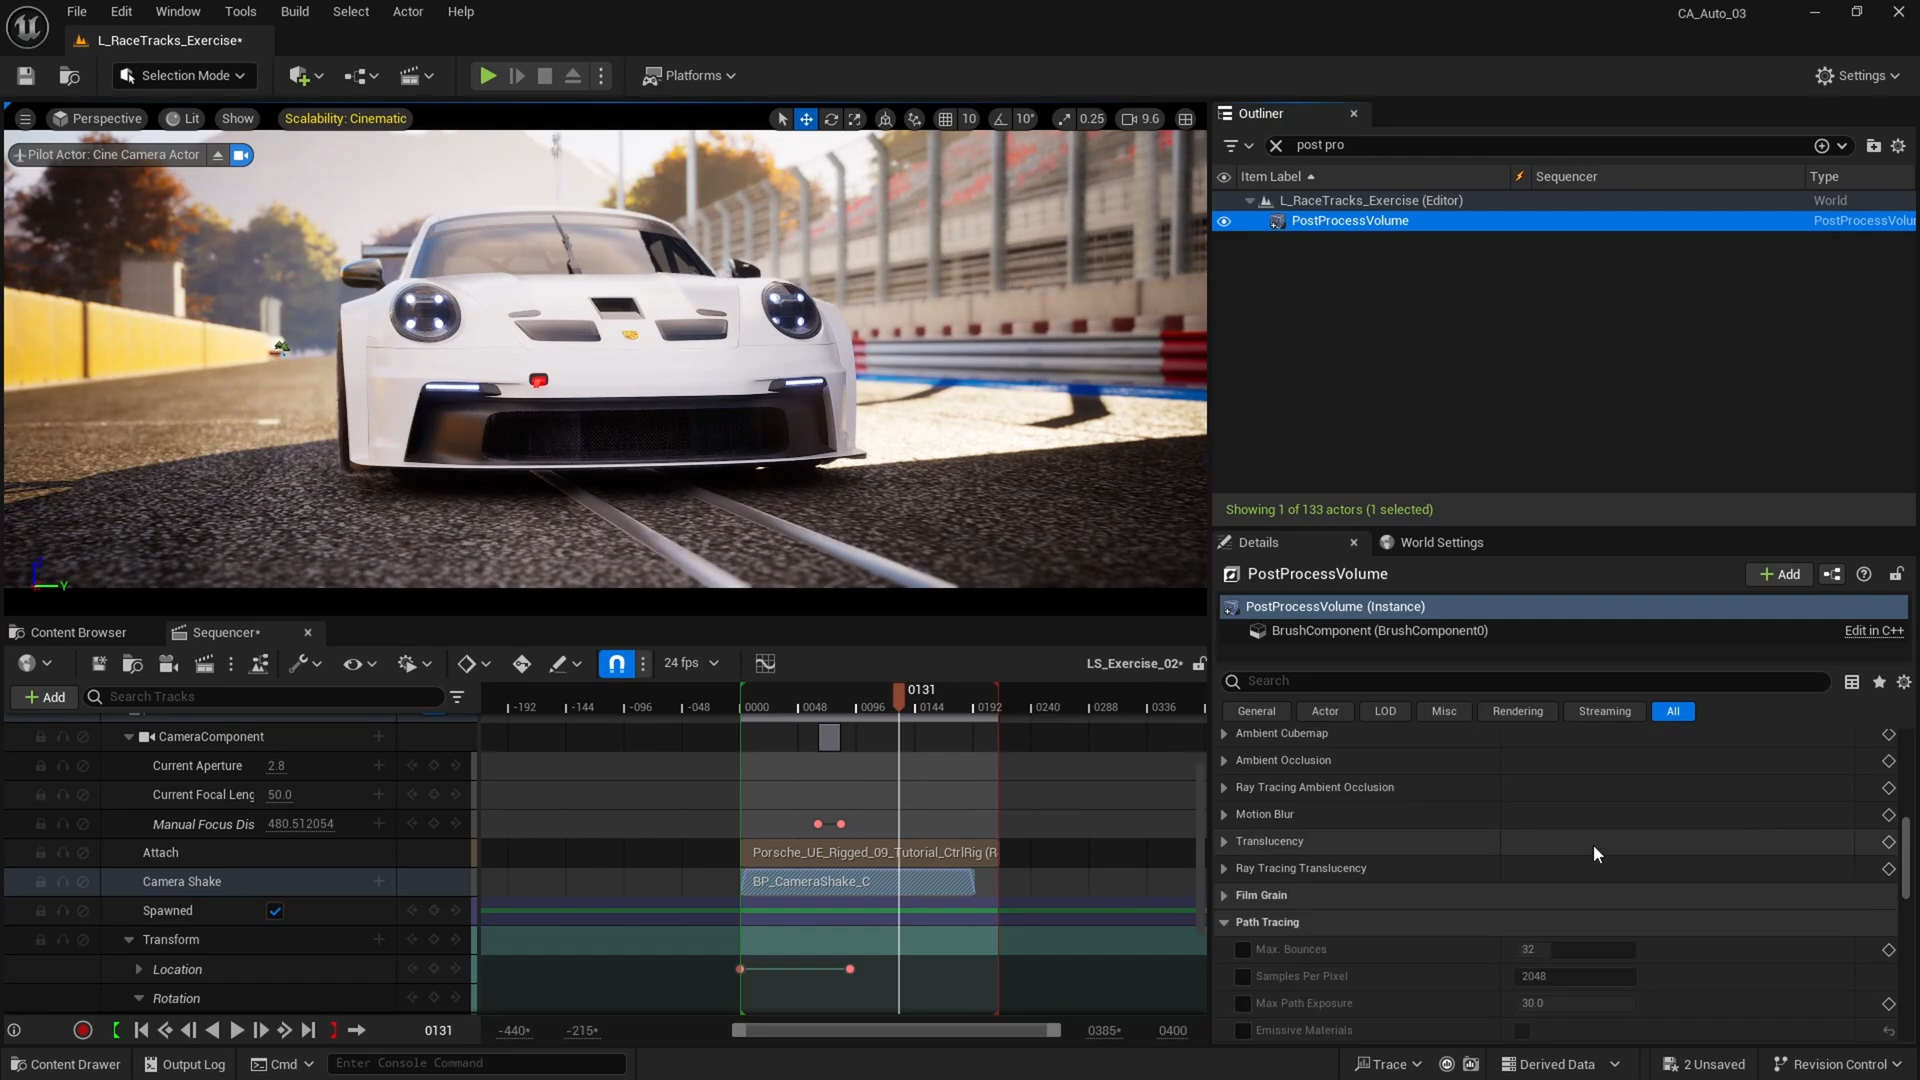 File Edit Window Tools Build Select Actor Help
CA_Auto_03
L_RaceTracks_Exercise*
Selection Mode
Platforms
Settings
Perspective Lit Show Scalability: Cinematic
10 10° 0.25 9.6
Pilot Actor: Cine Camera Actor
Y
Outliner
post pro
Item Label Sequencer Type
L_RaceTracks_Exercise (Editor) World
PostProcessVolume PostProcessVolu
Showing 1 of 133 actors (1 selected)
Details World Settings
PostProcessVolume
Add
PostProcessVolume (Instance)
BrushComponent (BrushComponent0) Edit in C++
Search
General Actor LOD Misc Rendering Streaming All
Ambient Cubemap
Ambient Occlusion
Ray Tracing Ambient Occlusion
Motion Blur
Translucency
Ray Tracing Translucency
Film Grain
Path Tracing
Max. Bounces 32
Samples Per Pixel 2048
Max Path Exposure 30.0
Emissive Materials
Content Browser Sequencer*
24 fps LS_Exercise_02*
Add Search Tracks
0131
-192 -144 -096 -048 0000 0048 0096 0144 0192 0240 0288 0336
CameraComponent
Current Aperture 2.8
Current Focal Leng 50.0
Manual Focus Dis 480.512054
Attach Porsche_UE_Rigged_09_Tutorial_CtrlRig (R
Camera Shake BP_CameraShake_C
Spawned
Transform
Location
Rotation
0131 -440* -215* 0385* 0400
Content Drawer Output Log Cmd Enter Console Command
Trace Derived Data 2 Unsaved Revision Control